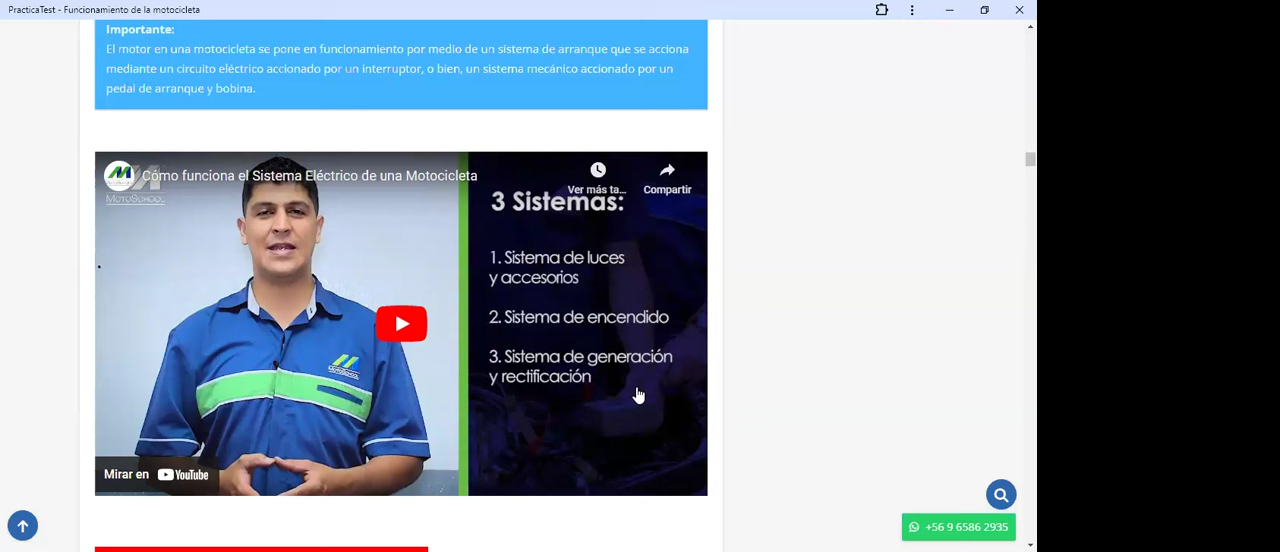 PracticaTest - Funcionamiento de la motocicleta
Importante:
El motor en una motocicleta se pone en funcionamiento por medio de un sistema de arranque que se acciona
mediante un circuito eléctrico accionado por un interruptor, o bien, un sistema mecánico accionado por un
pedal de arranque y bobina.
Cómo funciona el Sistema Eléctrico de una Motocicleta
Ver más ta...
Compartir
MOTOSCHOOL
3 Sistemas:
1. Sistema de luces
y accesorios
2. Sistema de encendido
3. Sistema de generación
y rectificación
MOTOSCHOOL
Mirar en YouTube
+56 9 6586 2935